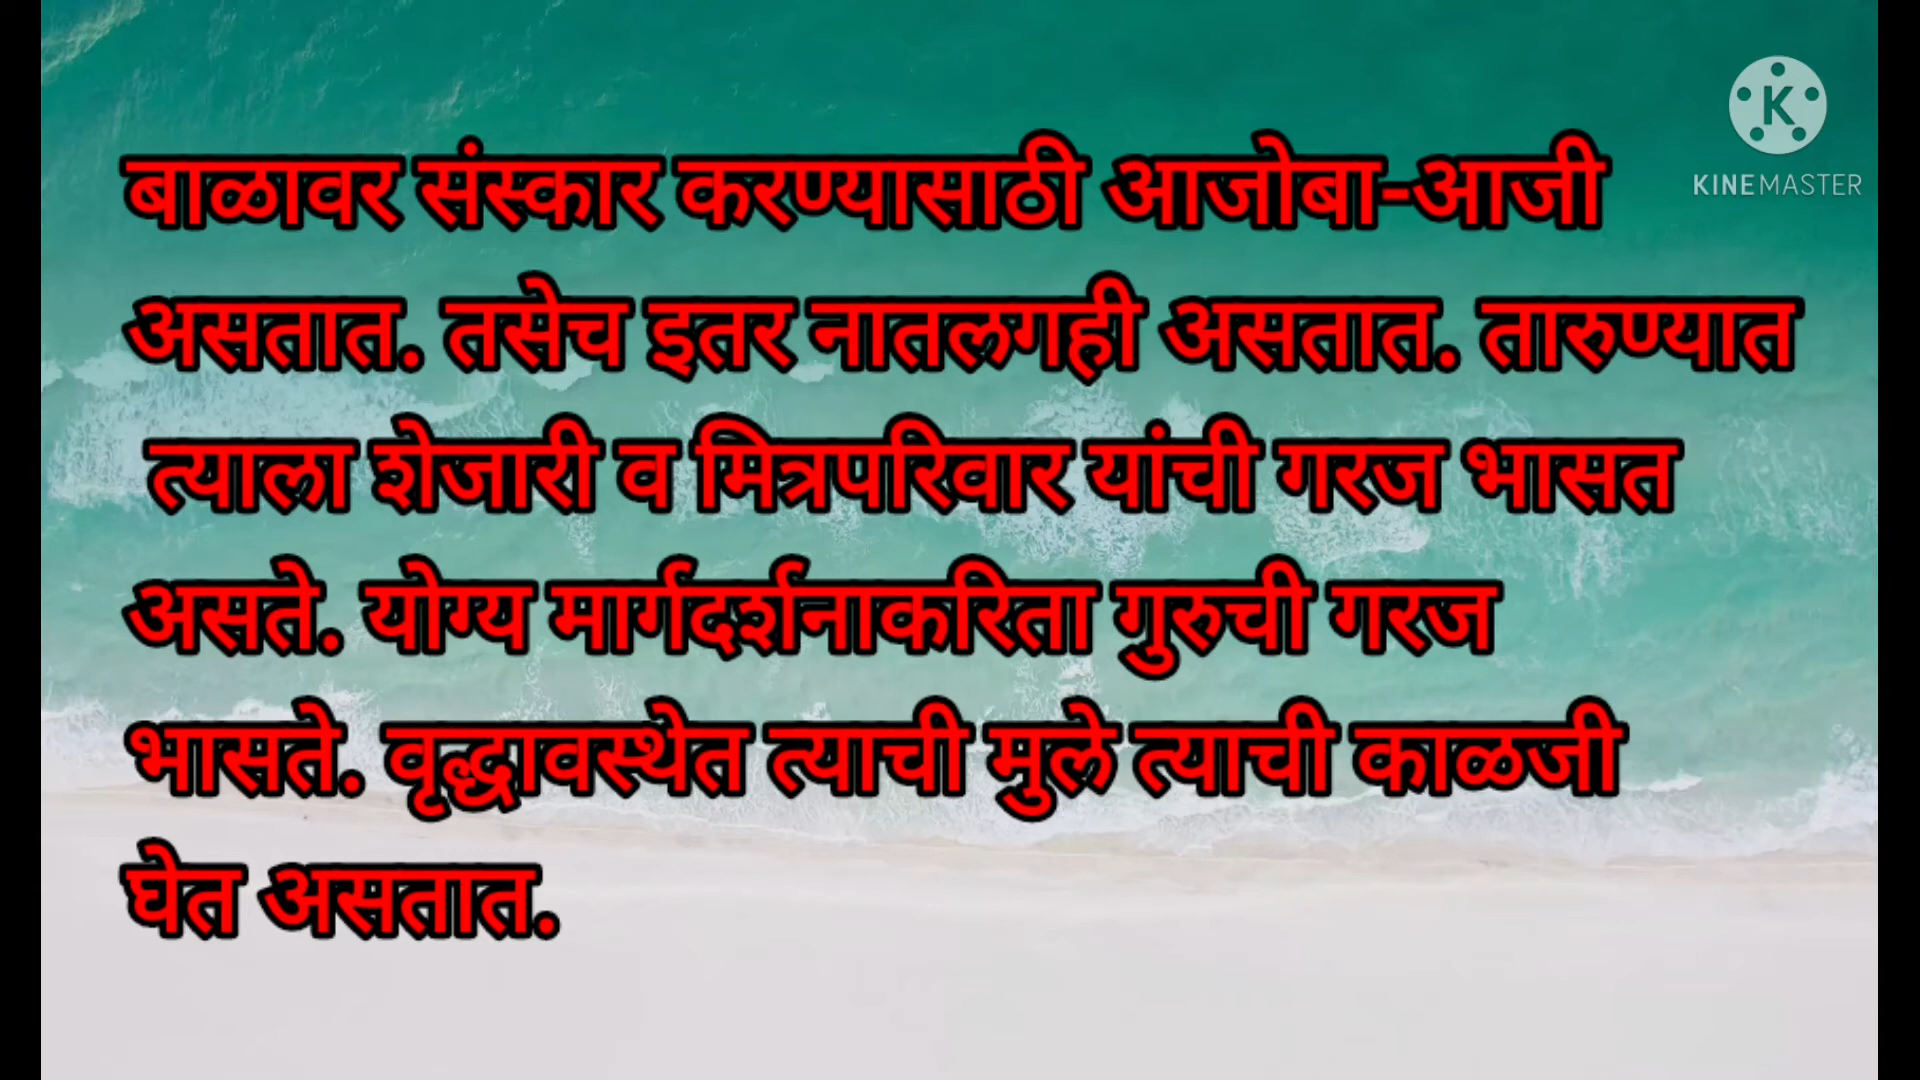 बाळावर संस्कार करण्यासाठी आजोबा-आजी
असतात. तसेच इतर नातलगही असतात. तारुण्यात
त्याला शेजारी व मित्रपरिवार यांची गरज भासत
असते. योग्य मार्गदर्शनाकरिता गुरुची गरज
भासते. वृद्धावस्थेत त्याची मुले त्याची काळजी
घेत असतात.
K
KINEMASTER